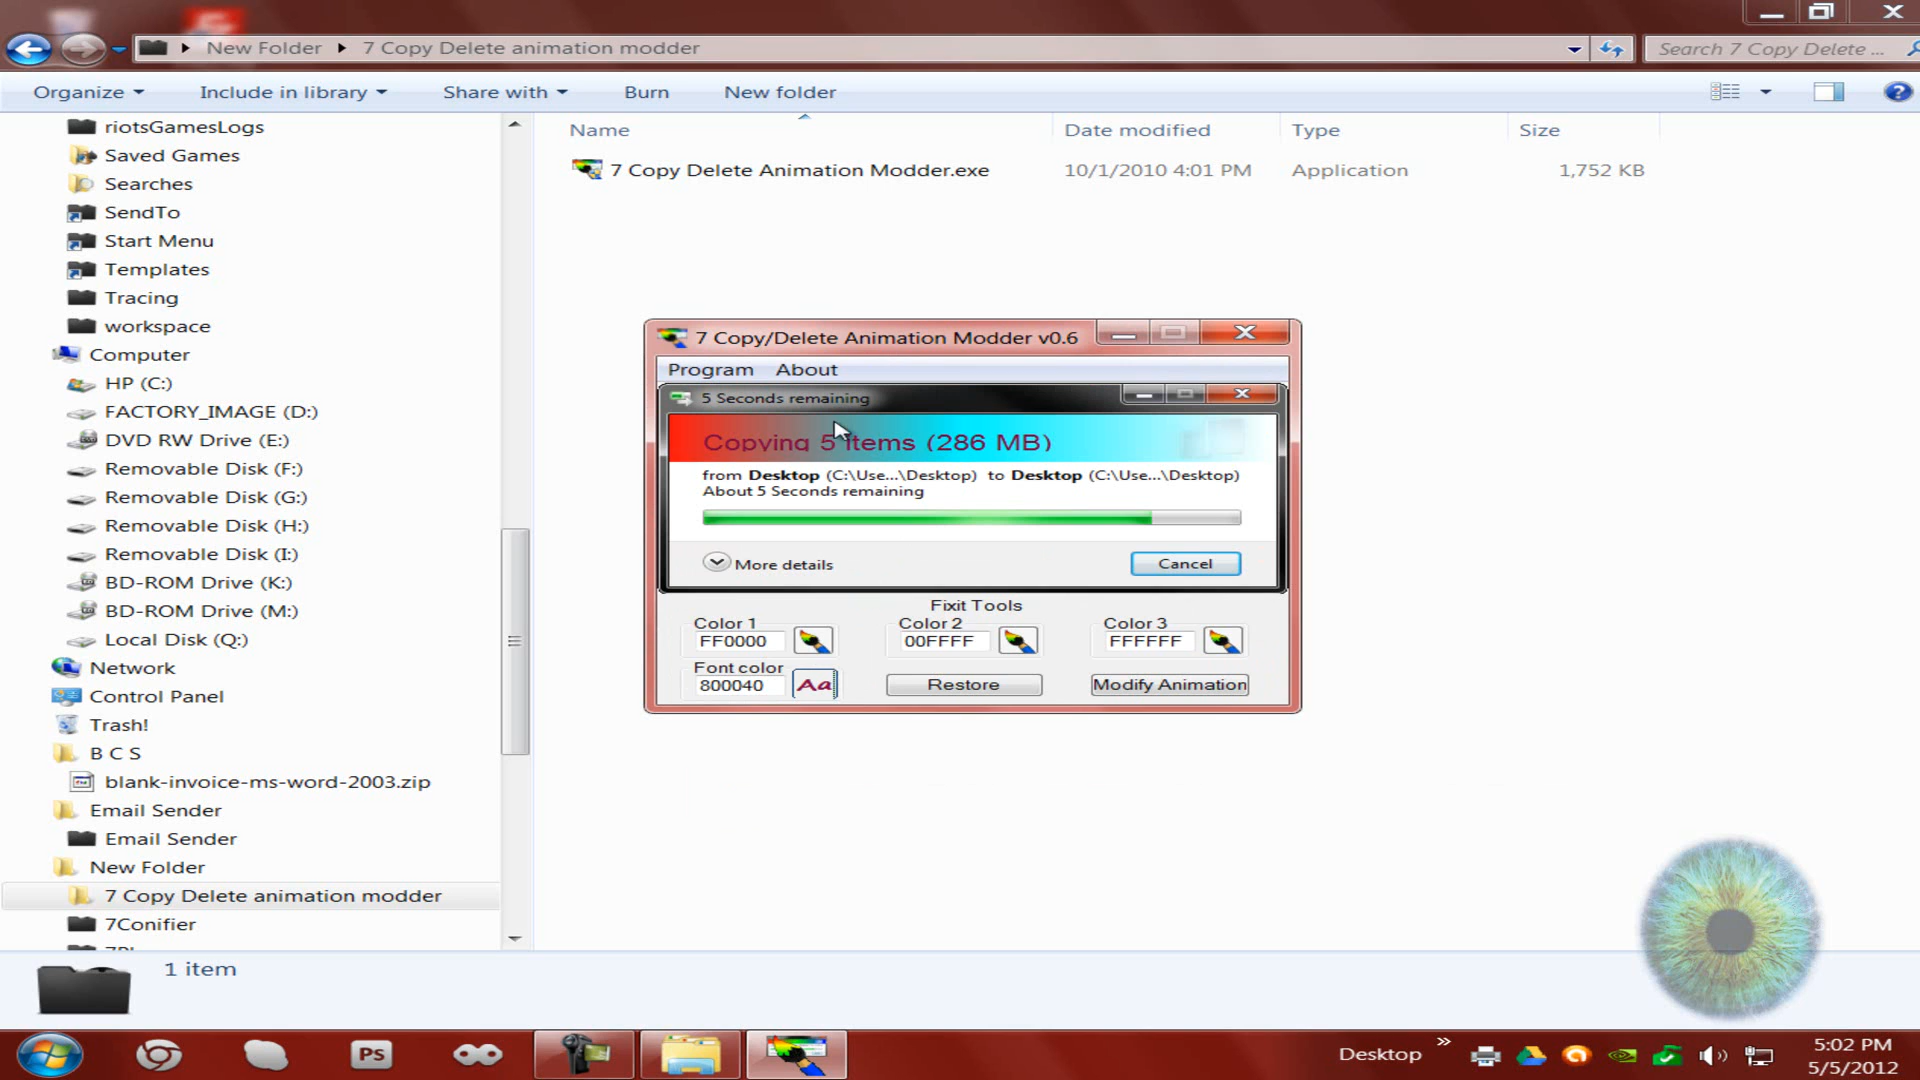 New Folder ▸ 7 Copy Delete animation modder
Search 7 Copy Delete ...
Organize Include in library Share with Burn New folder
Name Date modified Type Size
7 Copy Delete Animation Modder.exe 10/1/2010 4:01 PM Application 1,752 KB
riotsGamesLogs
Saved Games
Searches
SendTo
Start Menu
Templates
Tracing
workspace
Computer
HP (C:)
FACTORY_IMAGE (D:)
DVD RW Drive (E:)
Removable Disk (F:)
Removable Disk (G:)
Removable Disk (H:)
Removable Disk (I:)
BD-ROM Drive (K:)
BD-ROM Drive (M:)
Local Disk (Q:)
Network
Control Panel
Trash!
B C S
blank-invoice-ms-word-2003.zip
Email Sender
Email Sender
New Folder
7 Copy Delete animation modder
7Conifier
7 Copy/Delete Animation Modder v0.6
Program About
5 Seconds remaining
Copying 5 items (286 MB)
from Desktop (C:\Use...\Desktop) to Desktop (C:\Use...\Desktop)
About 5 Seconds remaining
More details Cancel
Fixit Tools
Color 1 Color 2 Color 3
FF0000 00FFFF FFFFFF
Font color
800040 Aa Restore Modify Animation
1 item
Ps
Desktop »
5:02 PM
5/5/2012